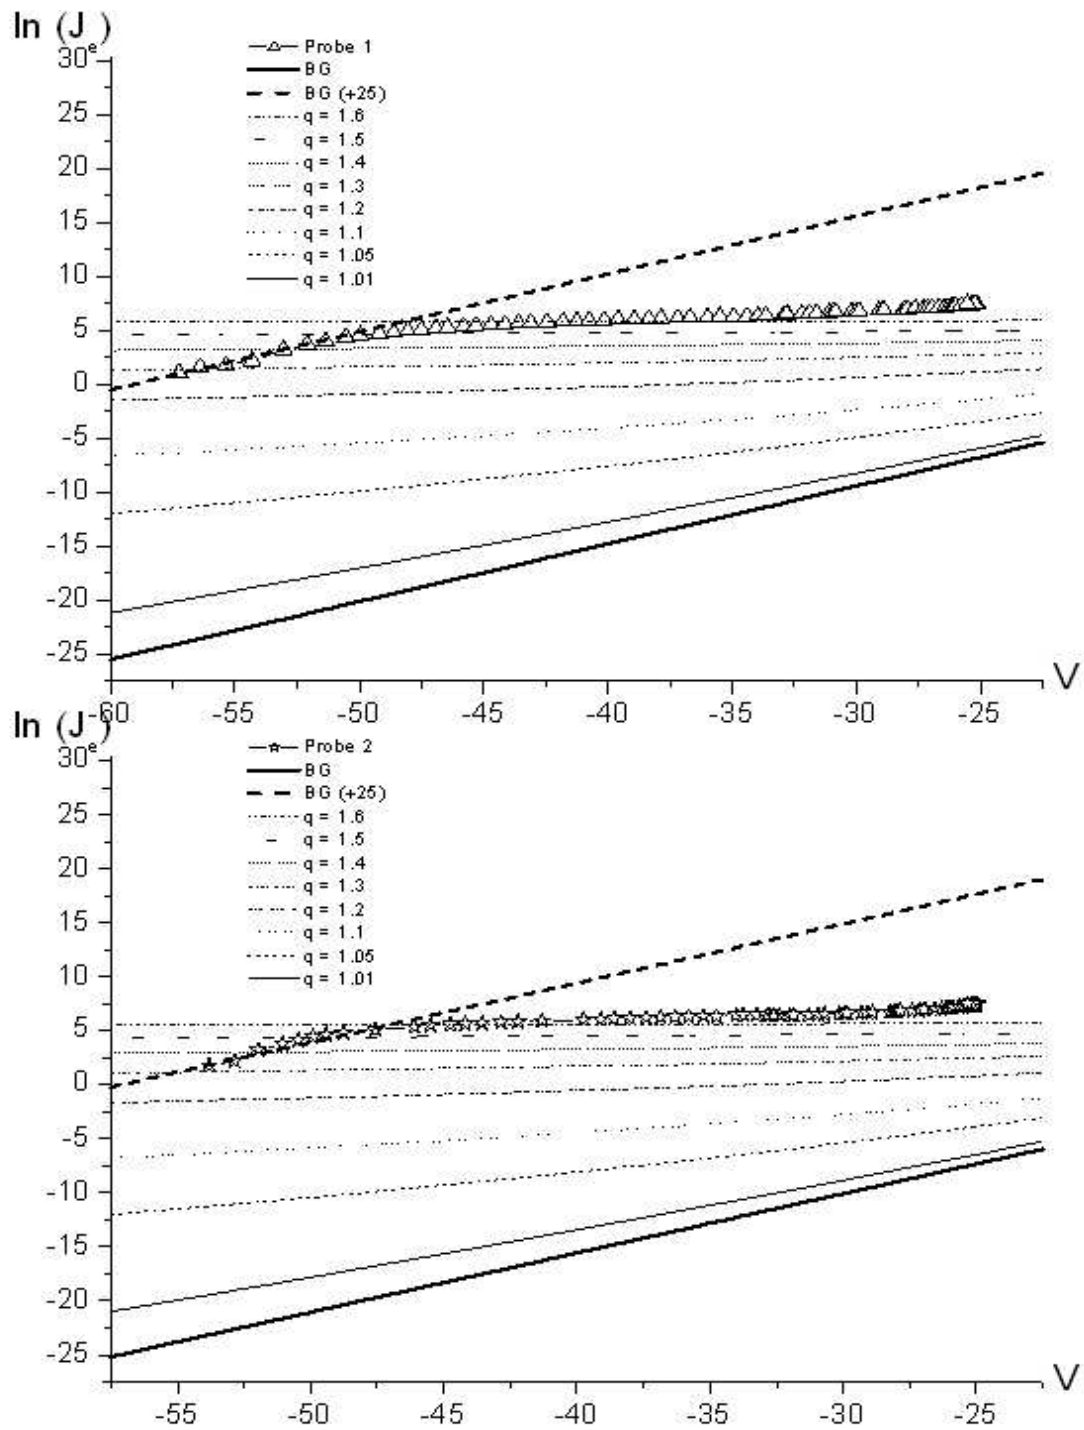 ln (J_e)
30
25
20
15
10
5
0
-5
-10
-15
-20
-25
Probe 1
BG
BG (+25)
q = 1.6
q = 1.5
q = 1.4
q = 1.3
q = 1.2
q = 1.1
q = 1.05
q = 1.01
V
-60 -55 -50 -45 -40 -35 -30 -25
ln (J_e)
30
25
20
15
10
5
0
-5
-10
-15
-20
-25
Probe 2
BG
BG (+25)
q = 1.6
q = 1.5
q = 1.4
q = 1.3
q = 1.2
q = 1.1
q = 1.05
q = 1.01
V
-55 -50 -45 -40 -35 -30 -25